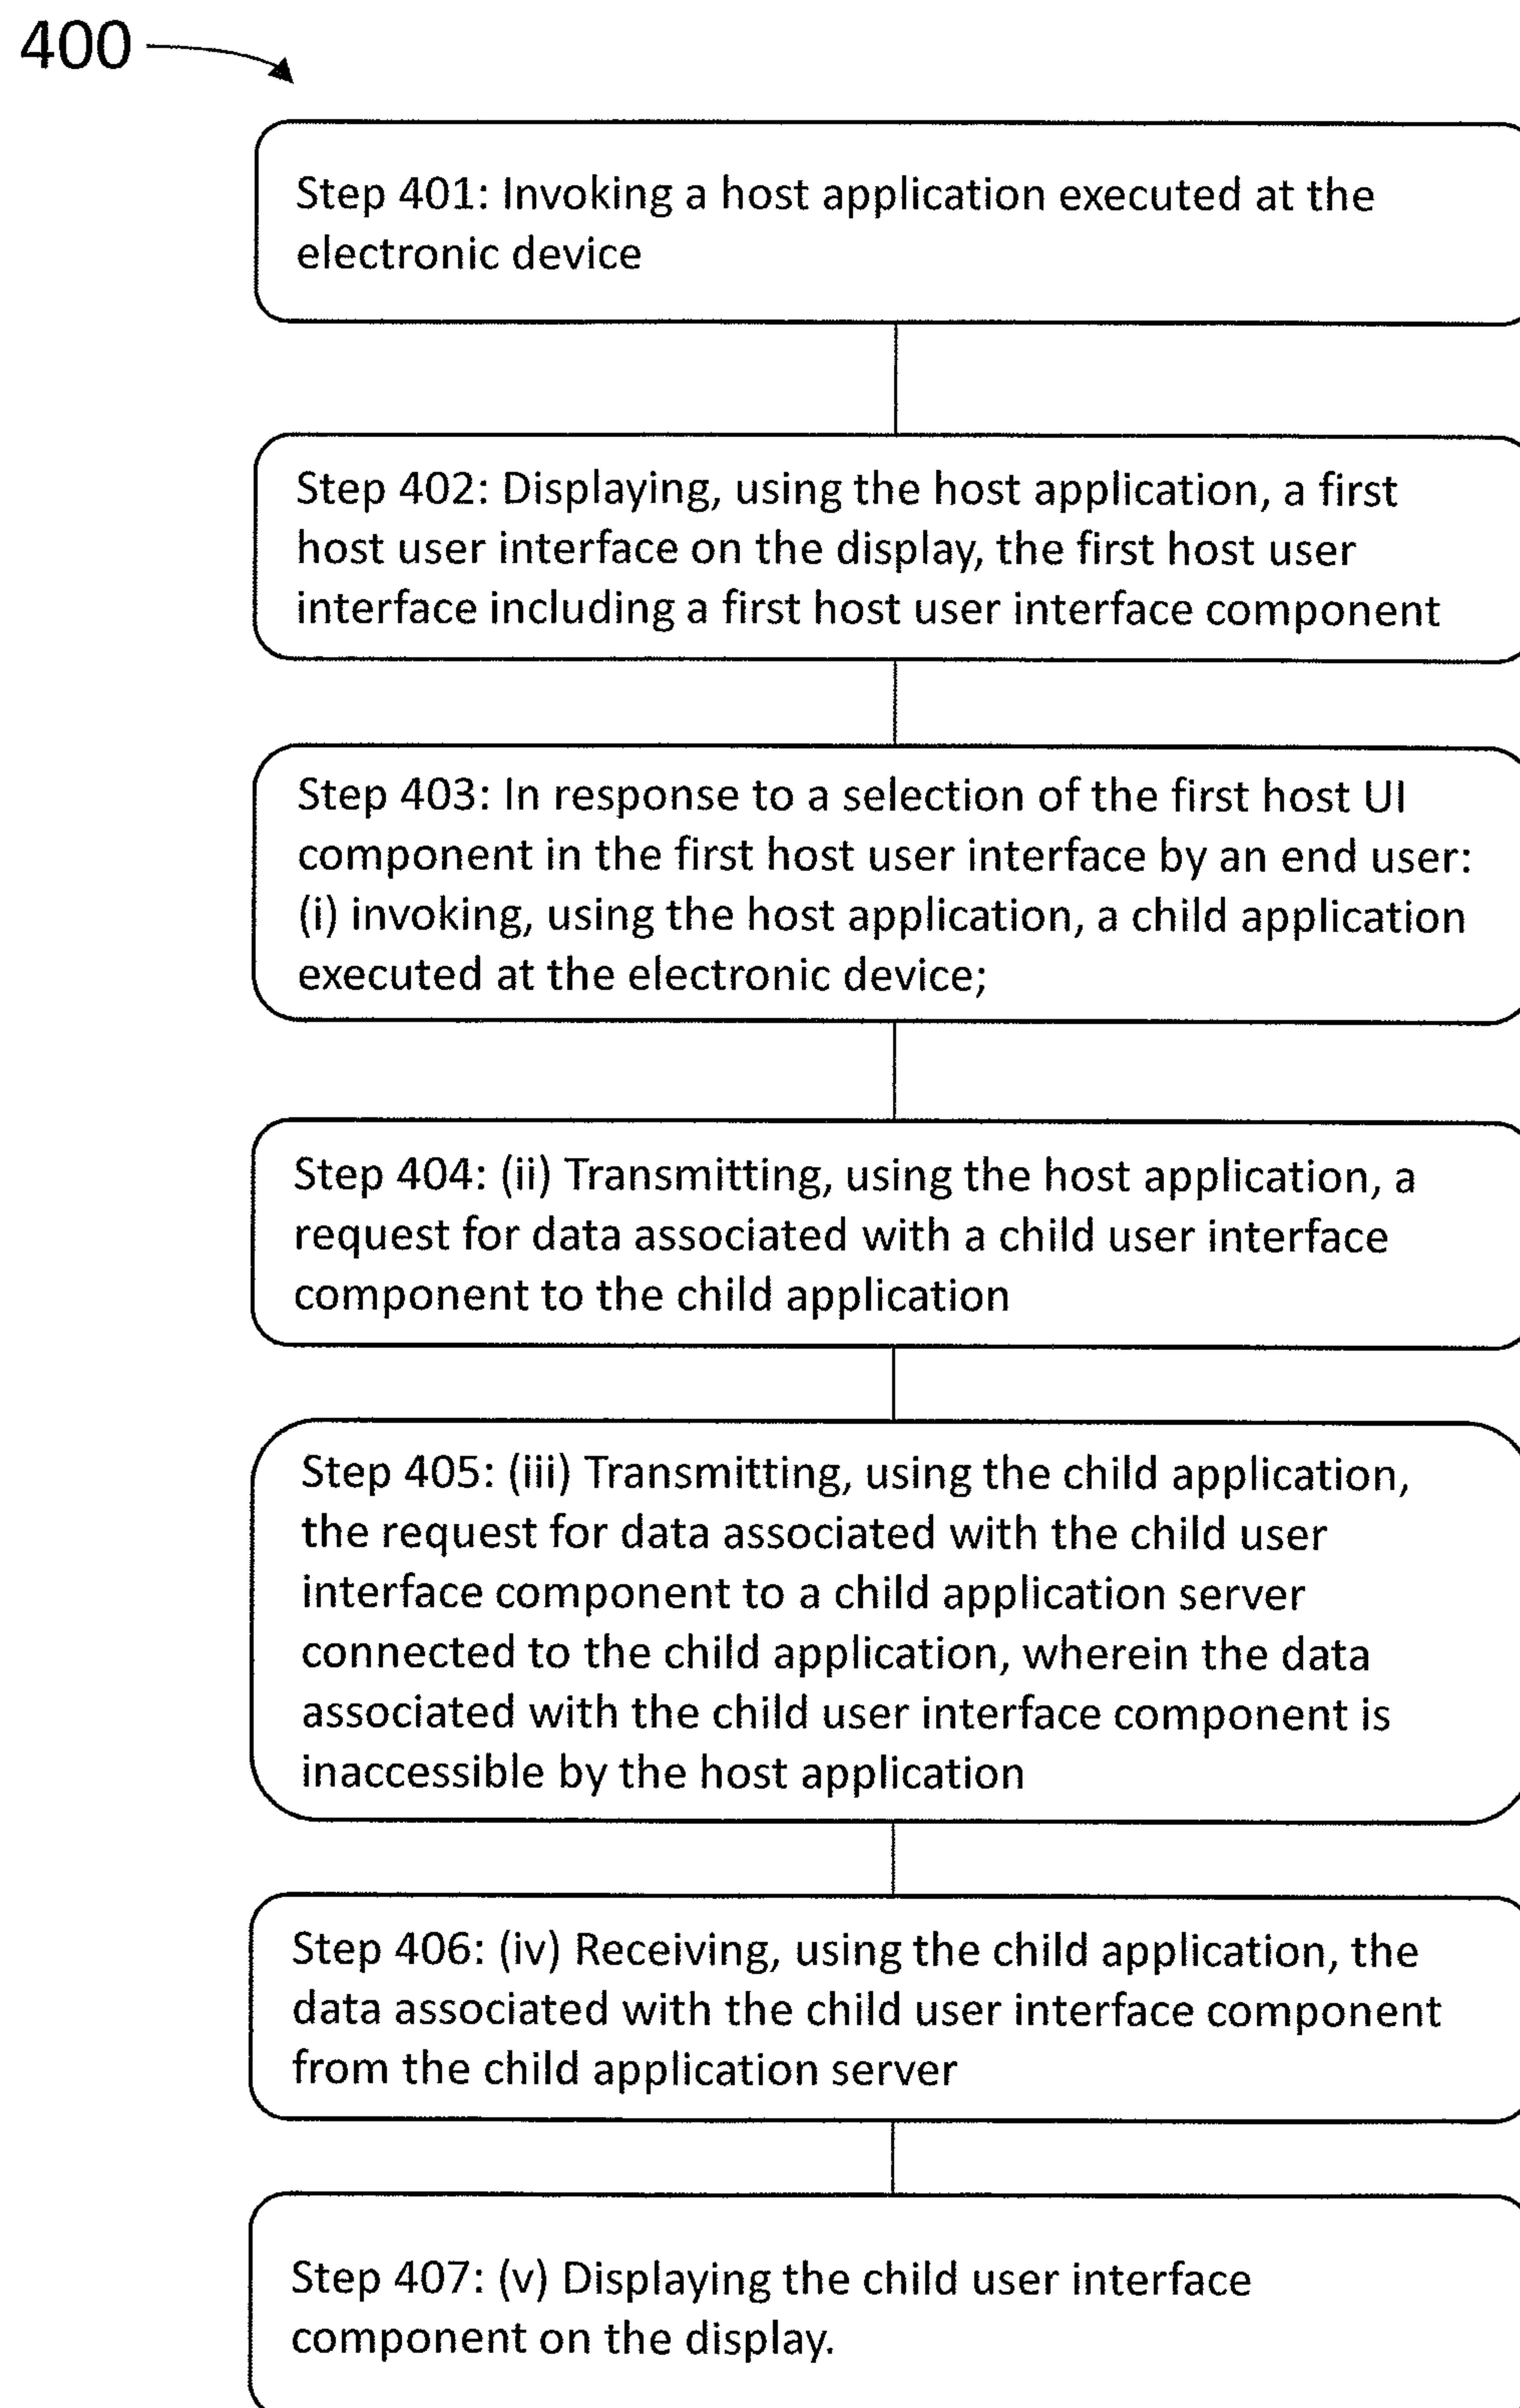 400
Step 401: Invoking a host application executed at the
electronic device
Step 402: Displaying, using the host application, a first
host user interface on the display, the first host user
interface including a first host user interface component
Step 403: In response to a selection of the first host UI
component in the first host user interface by an end user:
(i) invoking, using the host application, a child application
executed at the electronic device;
Step 404: (ii) Transmitting, using the host application, a
request for data associated with a child user interface
component to the child application
Step 405: (iii) Transmitting, using the child application,
the request for data associated with the child user
interface component to a child application server
connected to the child application, wherein the data
associated with the child user interface component is
inaccessible by the host application
Step 406: (iv) Receiving, using the child application, the
data associated with the child user interface component
from the child application server
Step 407: (v) Displaying the child user interface
component on the display.